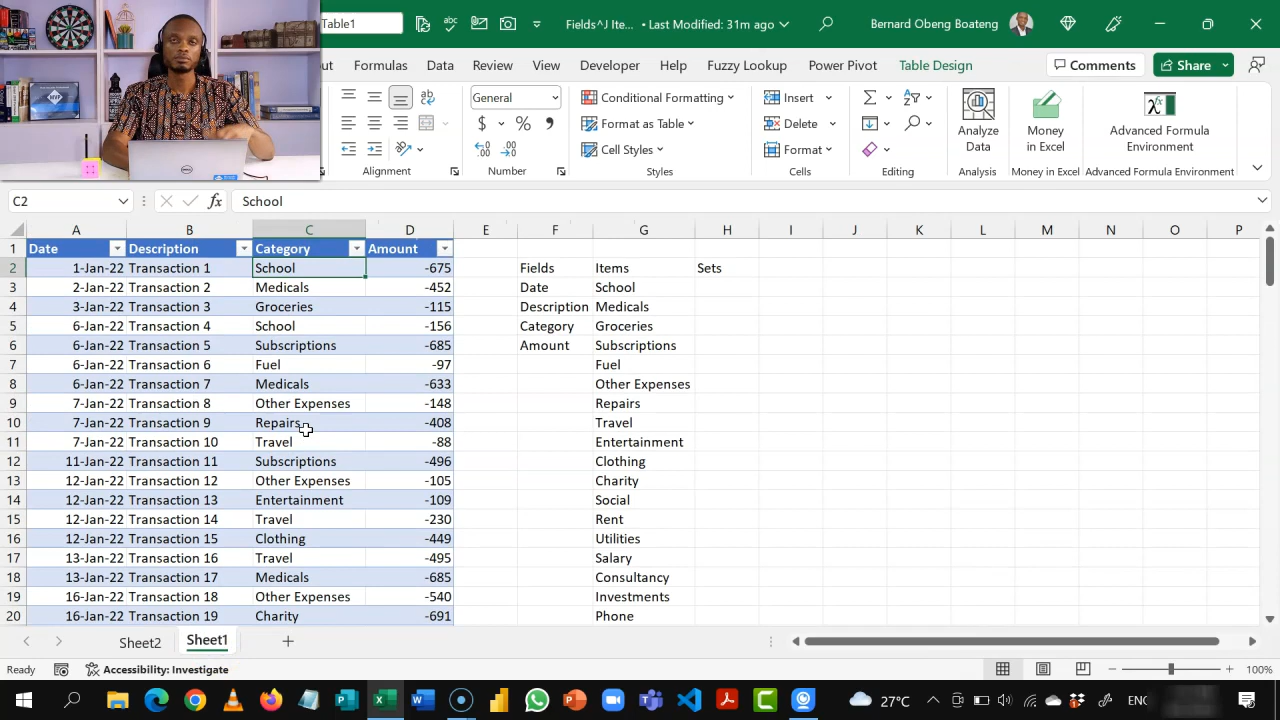 Table1
Fields^J Ite... • Last Modified: 31m ago
Bernard Obeng Boateng
out
Formulas
Data
Review
View
Developer
Help
Fuzzy Lookup
Power Pivot
Table Design
Comments
Share
General
Conditional Formatting
Format as Table
Cell Styles
Insert
Delete
Format
Analyze Data
Money in Excel
Advanced Formula Environment
Alignment
Number
Styles
Cells
Editing
Analysis
Money in Excel
Advanced Formula Environment
C2
fx
School
A B C D E F G H I J K L M N O P
1 Date Description Category Amount
2 1-Jan-22 Transaction 1 School -675 Fields Items Sets
3 2-Jan-22 Transaction 2 Medicals -452 Date School
4 3-Jan-22 Transaction 3 Groceries -115 Description Medicals
5 6-Jan-22 Transaction 4 School -156 Category Groceries
6 6-Jan-22 Transaction 5 Subscriptions -685 Amount Subscriptions
7 6-Jan-22 Transaction 6 Fuel -97 Fuel
8 6-Jan-22 Transaction 7 Medicals -633 Other Expenses
9 7-Jan-22 Transaction 8 Other Expenses -148 Repairs
10 7-Jan-22 Transaction 9 Repairs -408 Travel
11 7-Jan-22 Transaction 10 Travel -88 Entertainment
12 11-Jan-22 Transaction 11 Subscriptions -496 Clothing
13 12-Jan-22 Transaction 12 Other Expenses -105 Charity
14 12-Jan-22 Transaction 13 Entertainment -109 Social
15 12-Jan-22 Transaction 14 Travel -230 Rent
16 12-Jan-22 Transaction 15 Clothing -449 Utilities
17 13-Jan-22 Transaction 16 Travel -495 Salary
18 13-Jan-22 Transaction 17 Medicals -685 Consultancy
19 16-Jan-22 Transaction 18 Other Expenses -540 Investments
20 16-Jan-22 Transaction 19 Charity -691 Phone
Sheet2
Sheet1
Ready
Accessibility: Investigate
100%
27°C
ENG